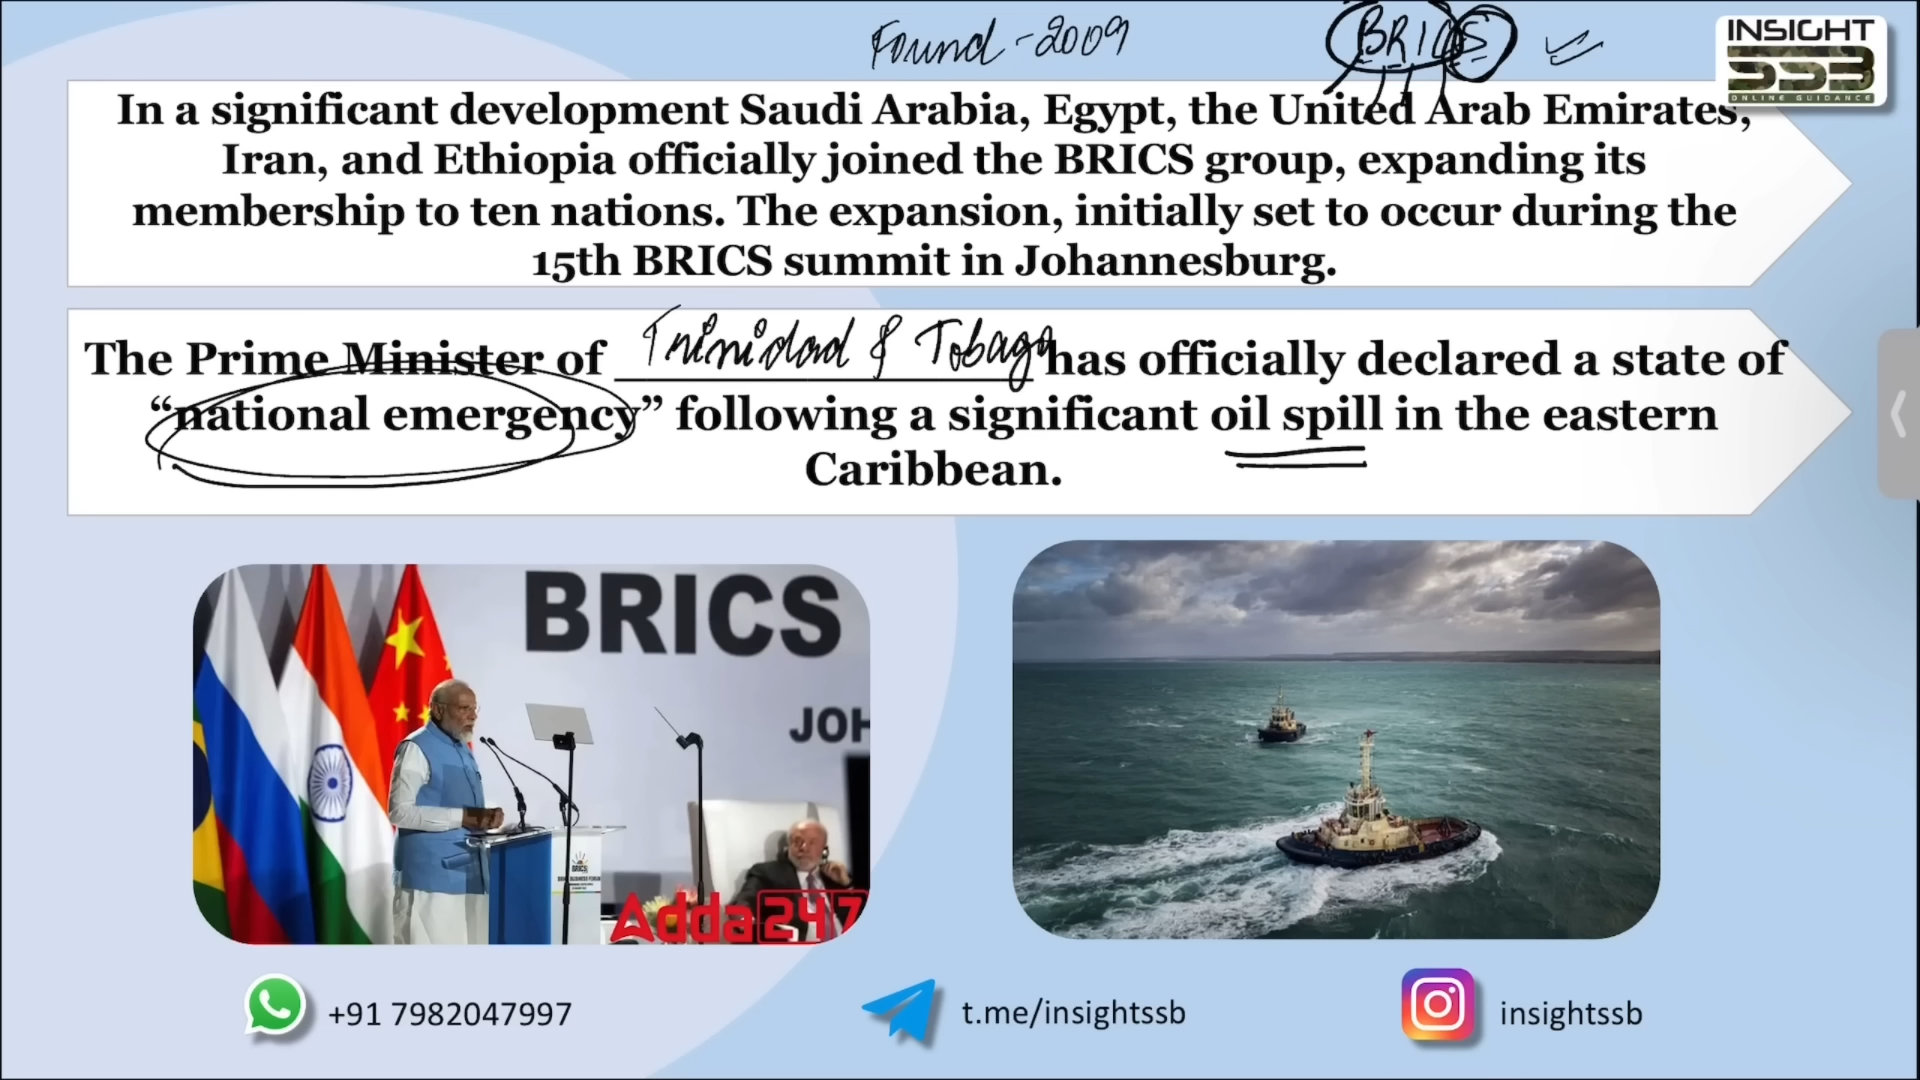 Found - 2009
BRICS
INSIGHT
SSB
ONLINE GUIDANCE
In a significant development Saudi Arabia, Egypt, the United Arab Emirates,
Iran, and Ethiopia officially joined the BRICS group, expanding its
membership to ten nations. The expansion, initially set to occur during the
15th BRICS summit in Johannesburg.
The Prime Minister of Trinidad & Tobago has officially declared a state of
“national emergency” following a significant oil spill in the eastern
Caribbean.
BRICS
JOH
BRICS
Adda247
+91 7982047997
t.me/insightssb
insightssb